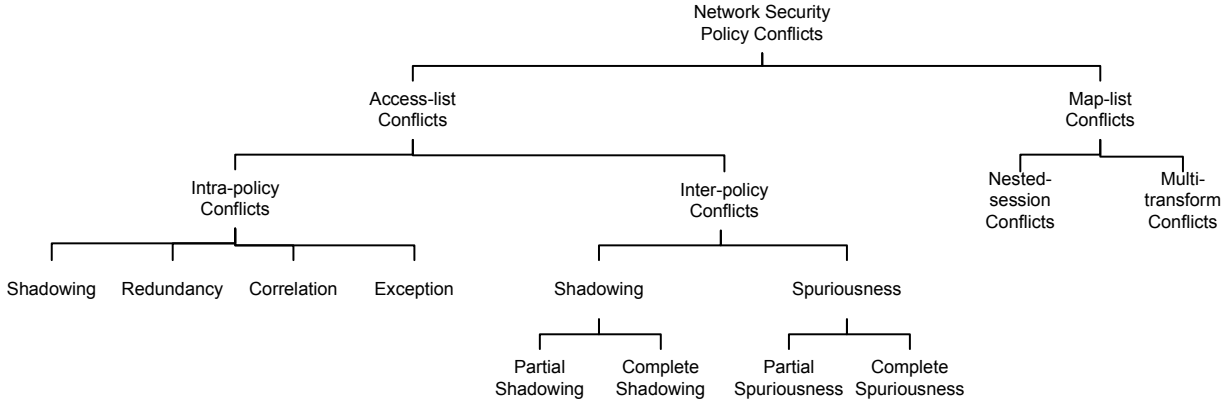 Network Security
Policy Conflicts
Access-list
Conflicts
Map-list
Conflicts
Intra-policy
Conflicts
Inter-policy
Conflicts
Nested-
session
Conflicts
Multi-
transform
Conflicts
Shadowing
Redundancy
Correlation
Exception
Shadowing
Spuriousness
Partial
Shadowing
Complete
Shadowing
Partial
Spuriousness
Complete
Spuriousness